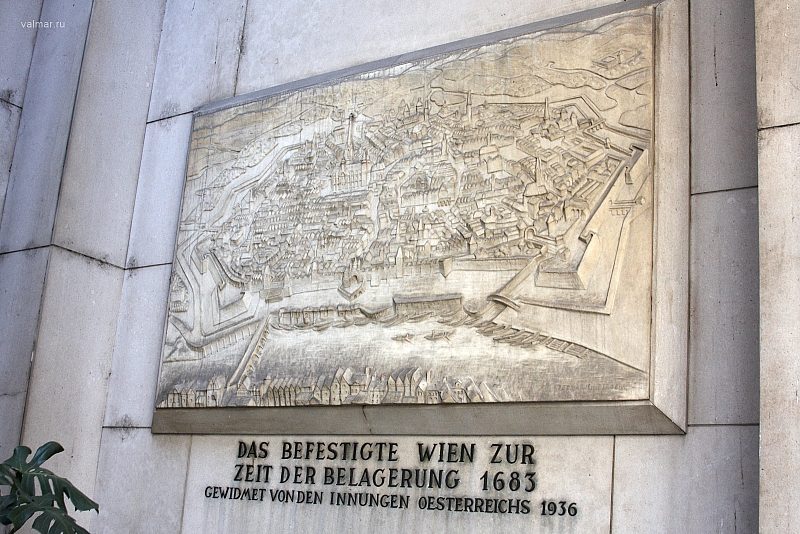 valmar.ru
DAS BEFESTIGTE WIEN ZUR
ZEIT DER BELAGERUNG 1683
GEWIDMET VON DEN INNUNGEN OESTERREICHS 1936